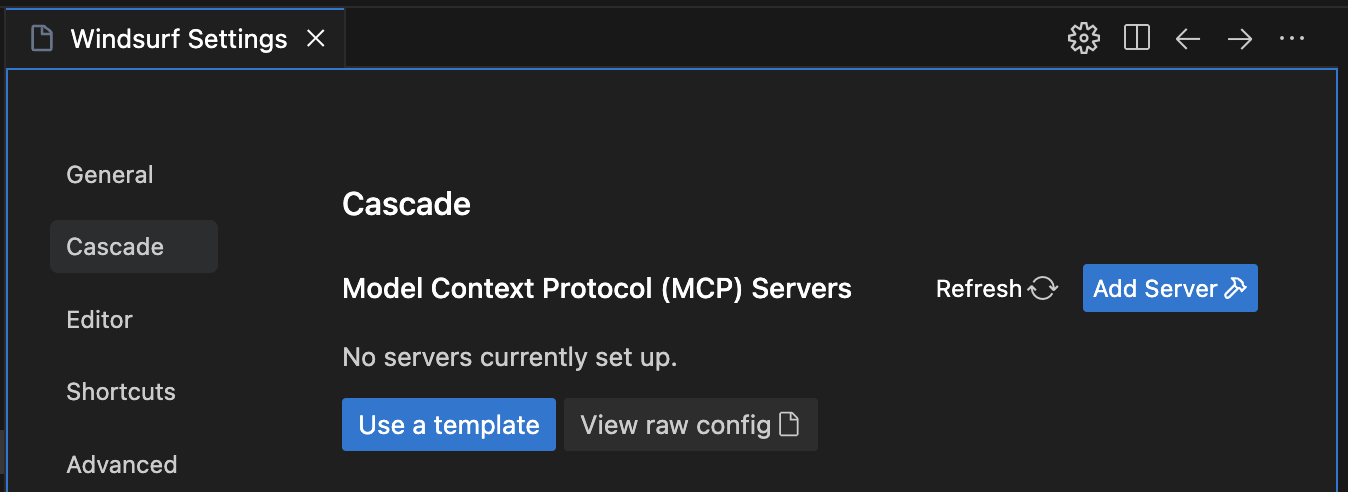 Windsurf Settings
General
Cascade
Editor
Shortcuts
Advanced
Cascade
Model Context Protocol (MCP) Servers
Refresh
Add Server
No servers currently set up.
Use a template
View raw config